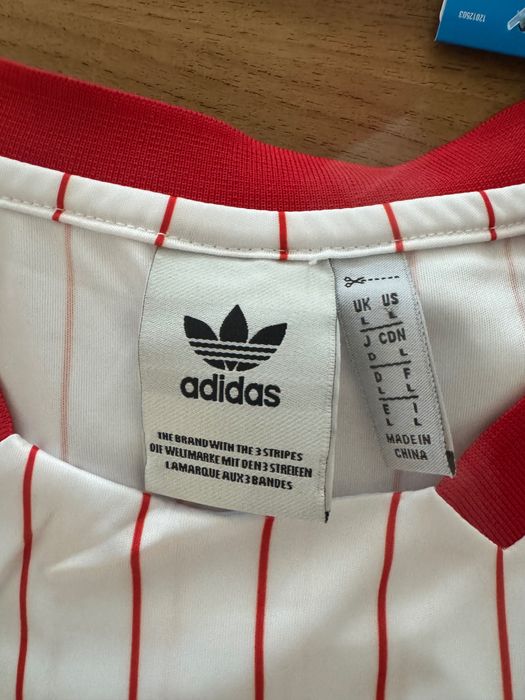 12012503
adidas
THE BRAND WITH THE 3 STRIPES
DIE WELTMARKE MIT DEN 3 STREIFEN
LA MARQUE AUX 3 BANDES
UK US
L L
J CDN
O L
D F
L L
E I
L L
MADE IN
CHINA